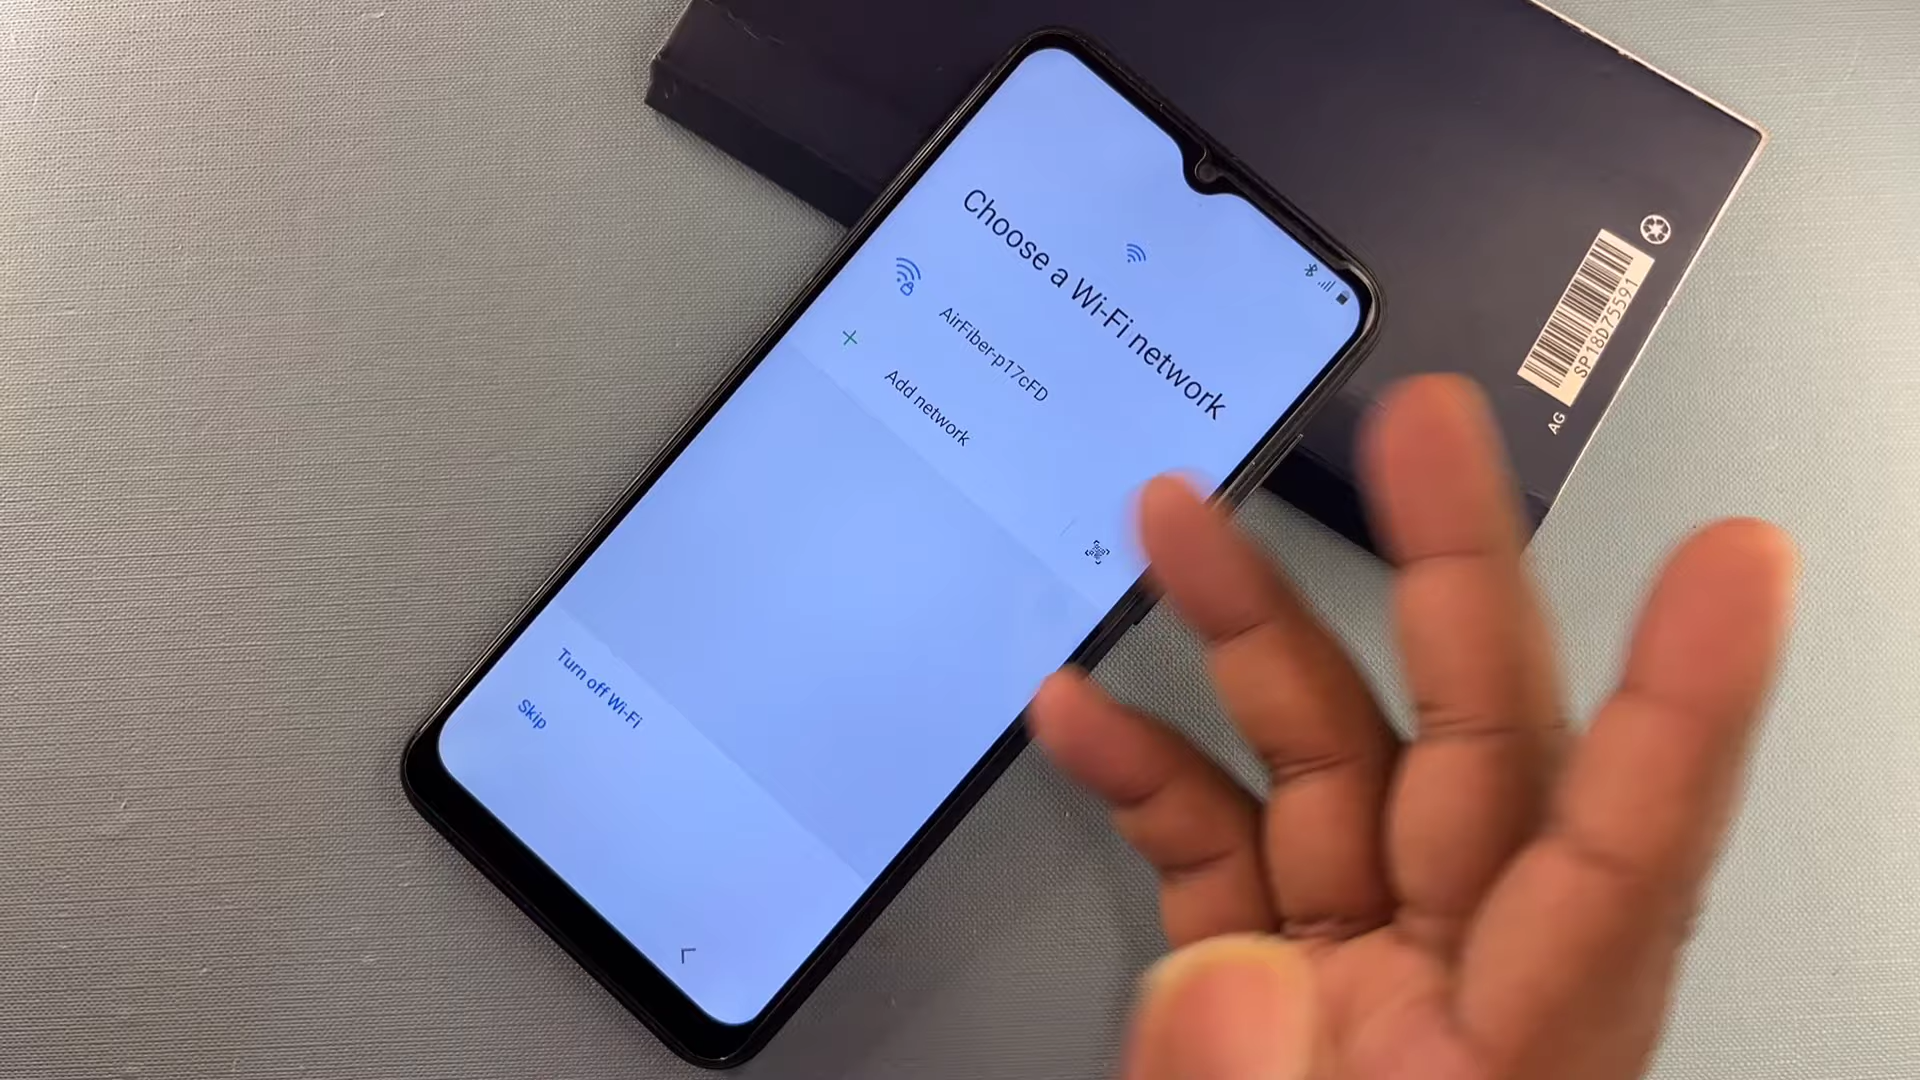 Choose a Wi-Fi network
AirFiber-p17cFD
Add network
Turn off Wi-Fi
Skip
SP18D75591
AG